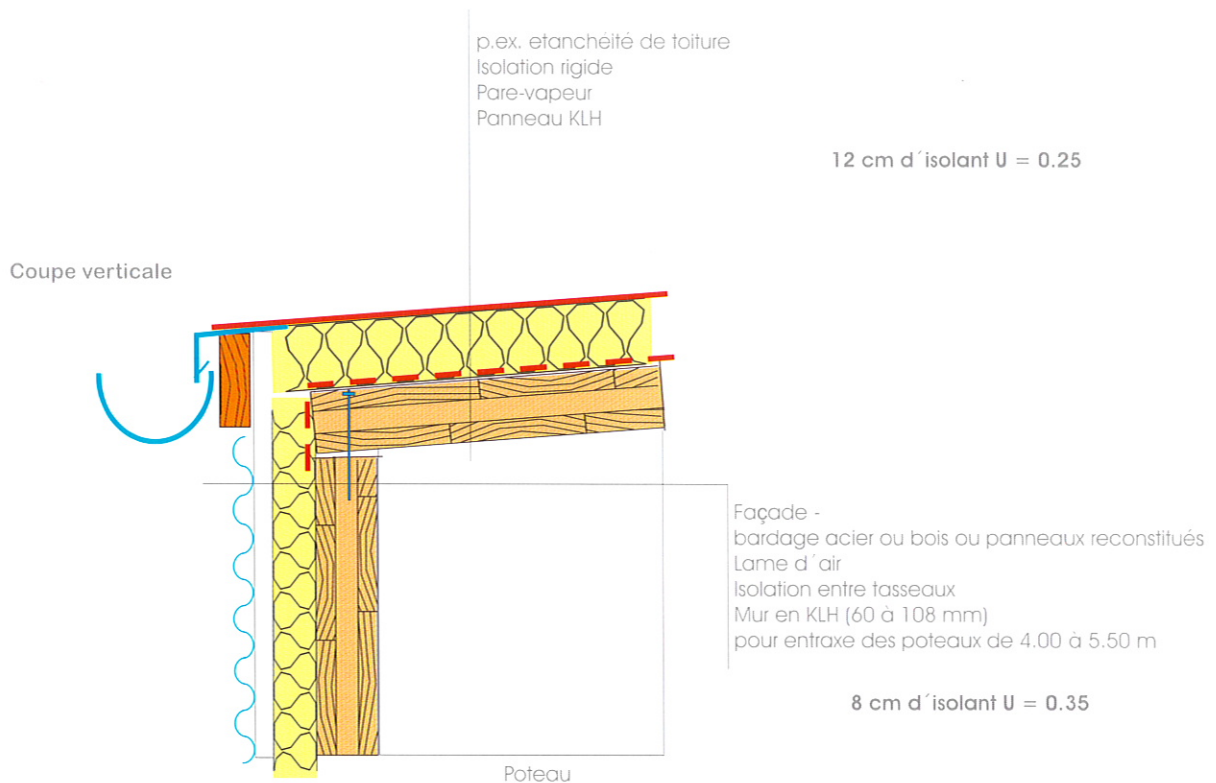 p.ex. etanchéité de toiture
Isolation rigide
Pare-vapeur
Panneau KLH
12 cm d´isolant U = 0.25
Coupe verticale
Façade -
bardage acier ou bois ou panneaux reconstitués
Lame d´air
Isolation entre tasseaux
Mur en KLH (60 à 108 mm)
pour entraxe des poteaux de 4.00 à 5.50 m
8 cm d´isolant U = 0.35
Poteau